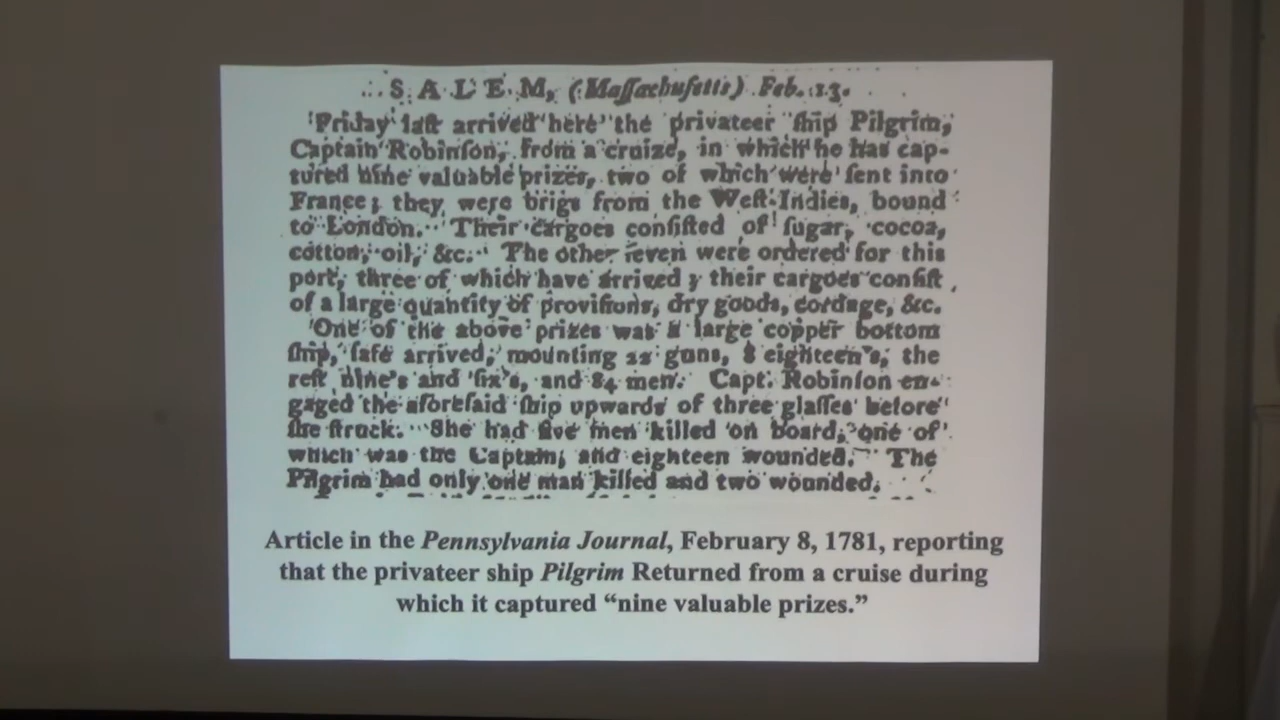 SALEM, (Maſſachuſetts) Feb. 13.
Friday laſt arrived here the privateer ſhip Pilgrim,
Captain Robinſon, from a cruize, in which he has cap-
tured nine valuable prizes, two of which were ſent into
France; they were brigs from the Weſt-Indies, bound
to London. Their cargoes conſiſted of ſugar, cocoa,
cotton, oil, &c. The other ſeven were ordered for this
port, three of which have arrived; their cargoes conſiſt
of a large quantity of proviſions, dry goods, cordage, &c.
One of the above prizes was a large copper bottom
ſhip, ſafe arrived, mounting 22 guns, 8 eighteen's, the
reſt nine's and ſix's, and 84 men. Capt. Robinſon en-
gaged the aforeſaid ſhip upwards of three glaſſes before
ſhe ſtruck. She had five men killed on board, one of
which was the Captain, and eighteen wounded. The
Pilgrim had only one man killed and two wounded.
Article in the Pennsylvania Journal, February 8, 1781, reporting
that the privateer ship Pilgrim Returned from a cruise during
which it captured “nine valuable prizes.”